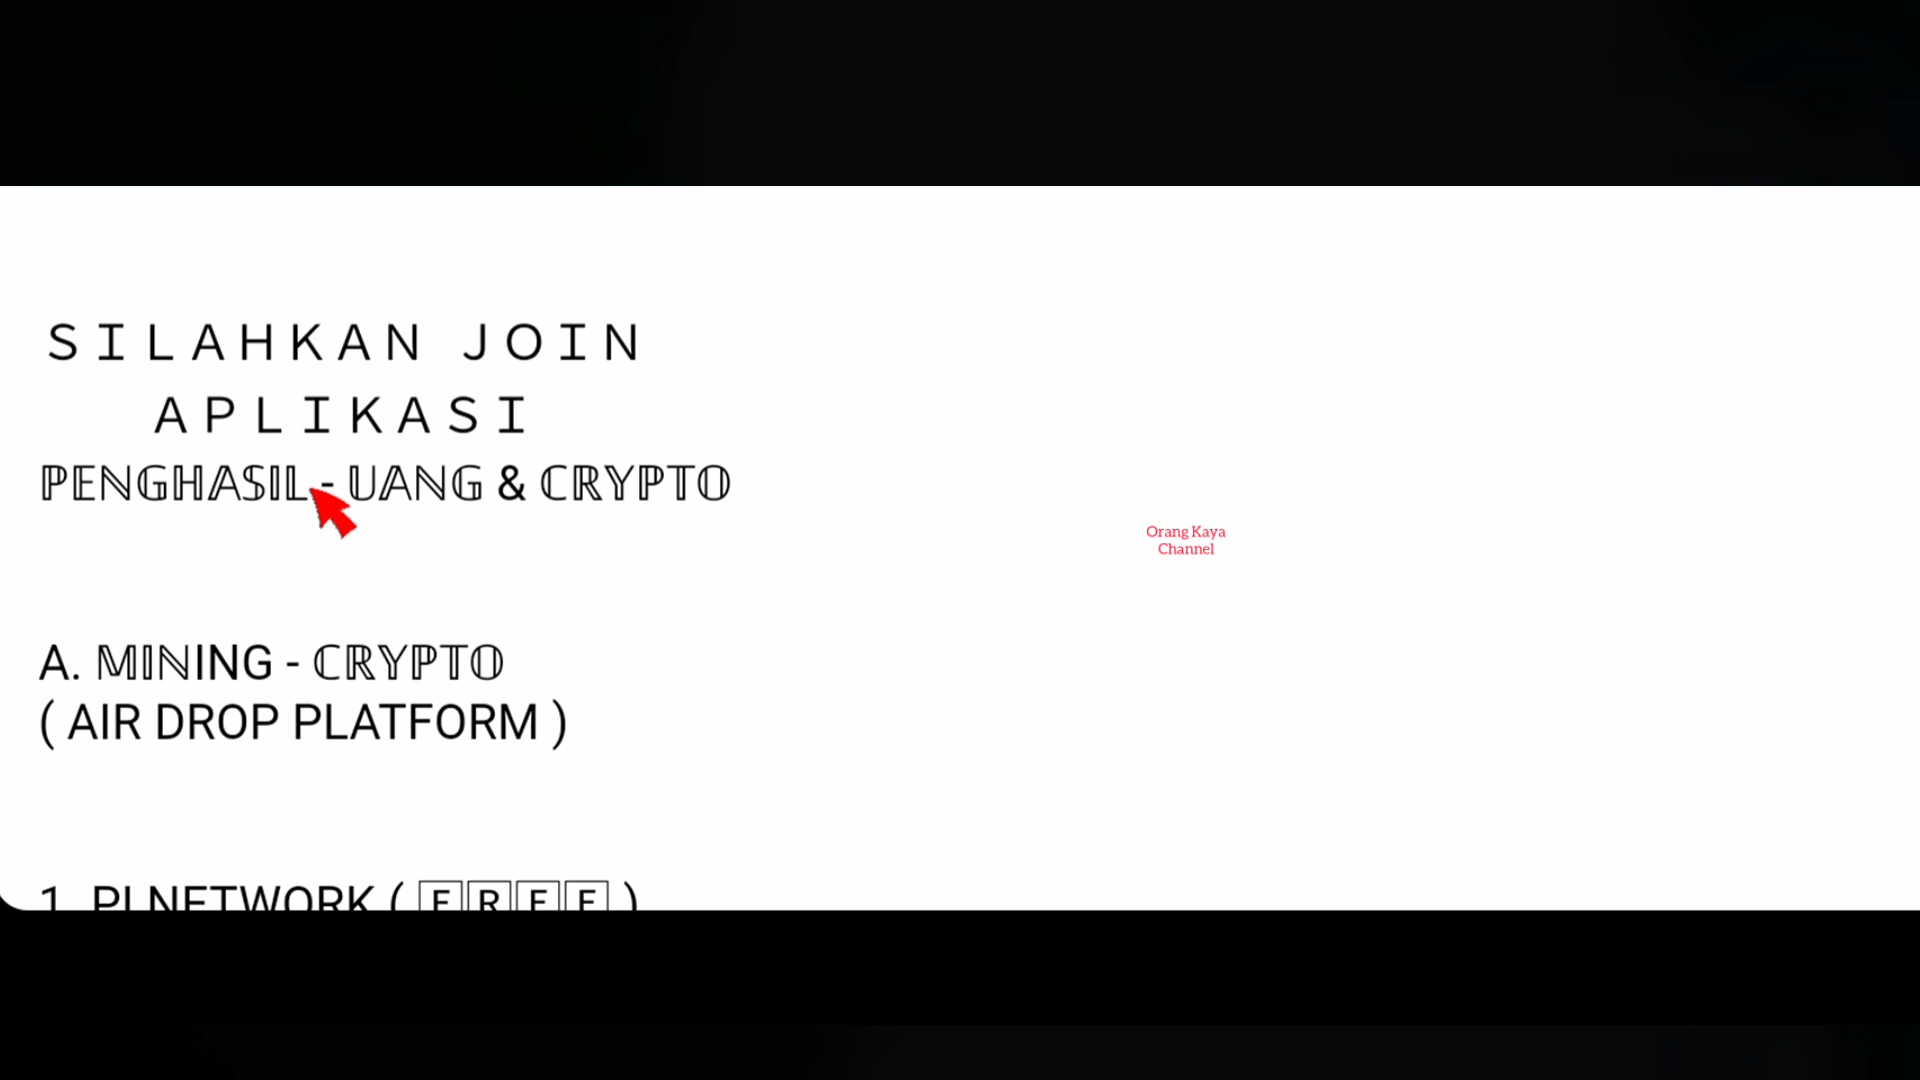 SILAHKAN JOIN
APLIKASI
ℙ𝔼ℕ𝔾ℍ𝔸𝕊𝕀𝕃 - 𝕌𝔸ℕ𝔾 & ℂℝ𝕐ℙ𝕋𝕆
Orang Kaya
Channel
A. 𝕄𝕀ℕING - ℂℝ𝕐ℙ𝕋𝕆
( AIR DROP PLATFORM )
1. PI NETWORK ( 🄵🅁🄴🄴 )